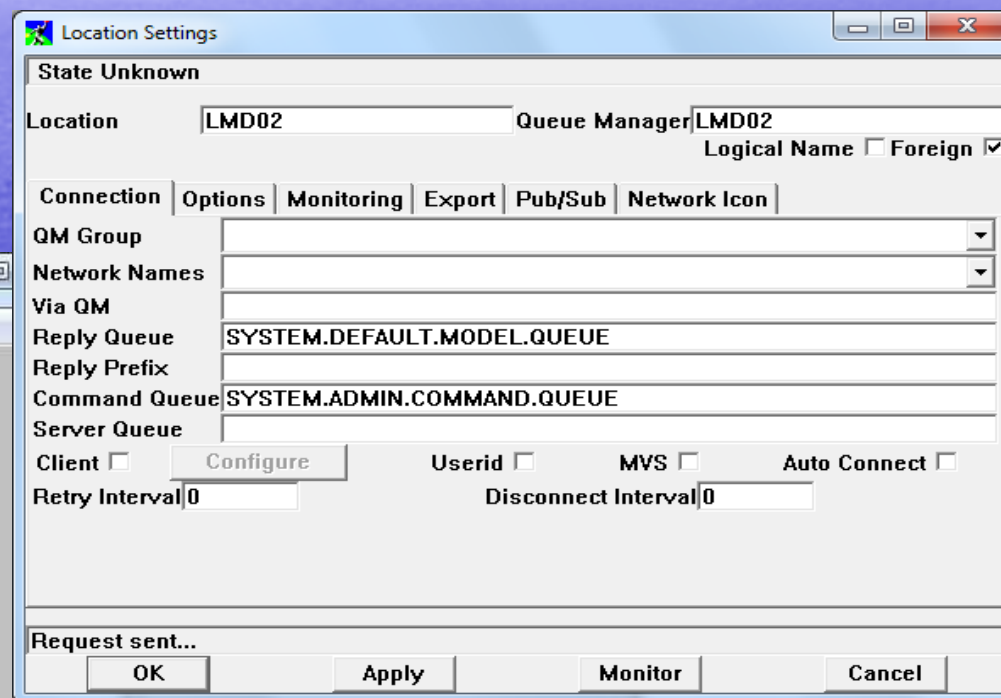 Location Settings
State Unknown
Location LMD02 Queue Manager LMD02
Logical Name Foreign
Connection Options Monitoring Export Pub/Sub Network Icon
QM Group
Network Names
Via QM
Reply Queue SYSTEM.DEFAULT.MODEL.QUEUE
Reply Prefix
Command Queue SYSTEM.ADMIN.COMMAND.QUEUE
Server Queue
Client Configure Userid MVS Auto Connect
Retry Interval 0 Disconnect Interval 0
Request sent...
OK Apply Monitor Cancel